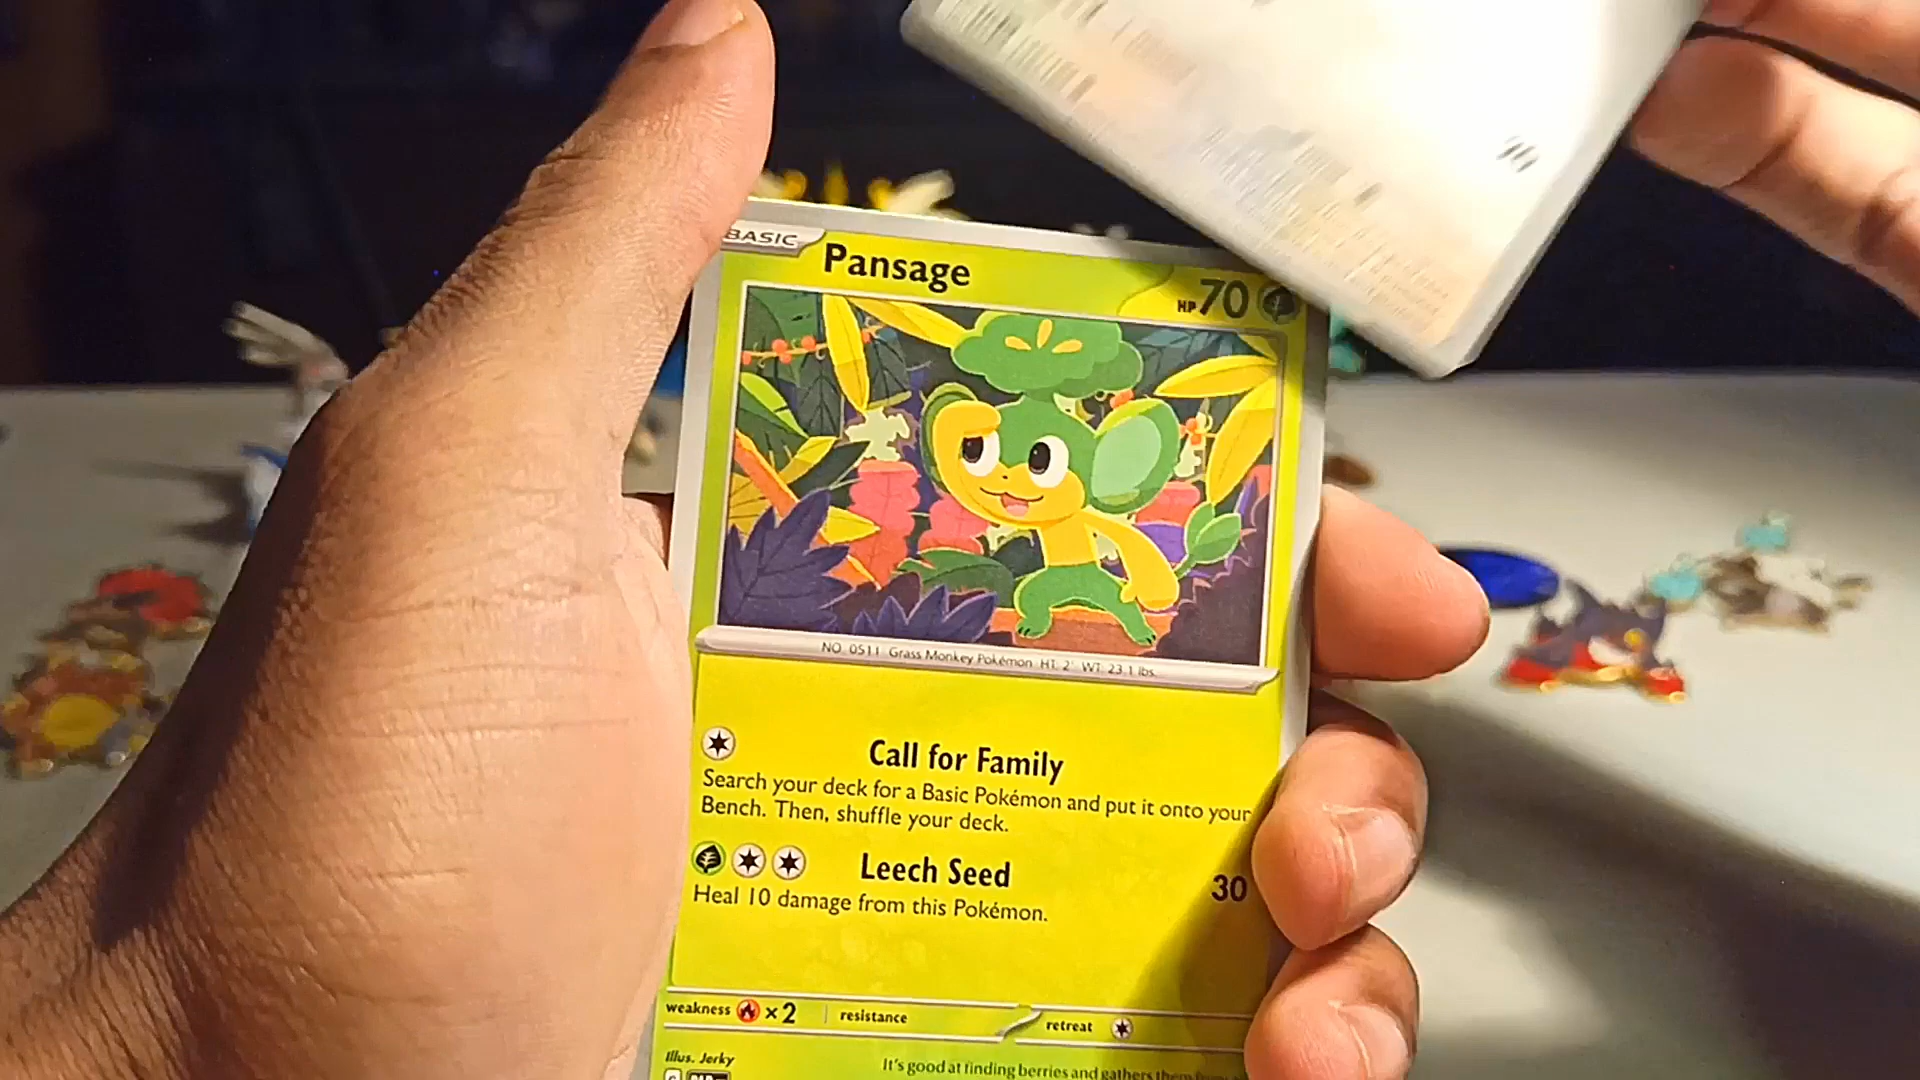 BASIC
Pansage
HP 70
NO. 0511 Grass Monkey Pokémon HT: 2' WT: 23.1 lbs.
Call for Family
Search your deck for a Basic Pokémon and put it onto your
Bench. Then, shuffle your deck.
Leech Seed 30
Heal 10 damage from this Pokémon.
weakness ×2 resistance retreat
Illus. Jerky
It's good at finding berries and gathers them